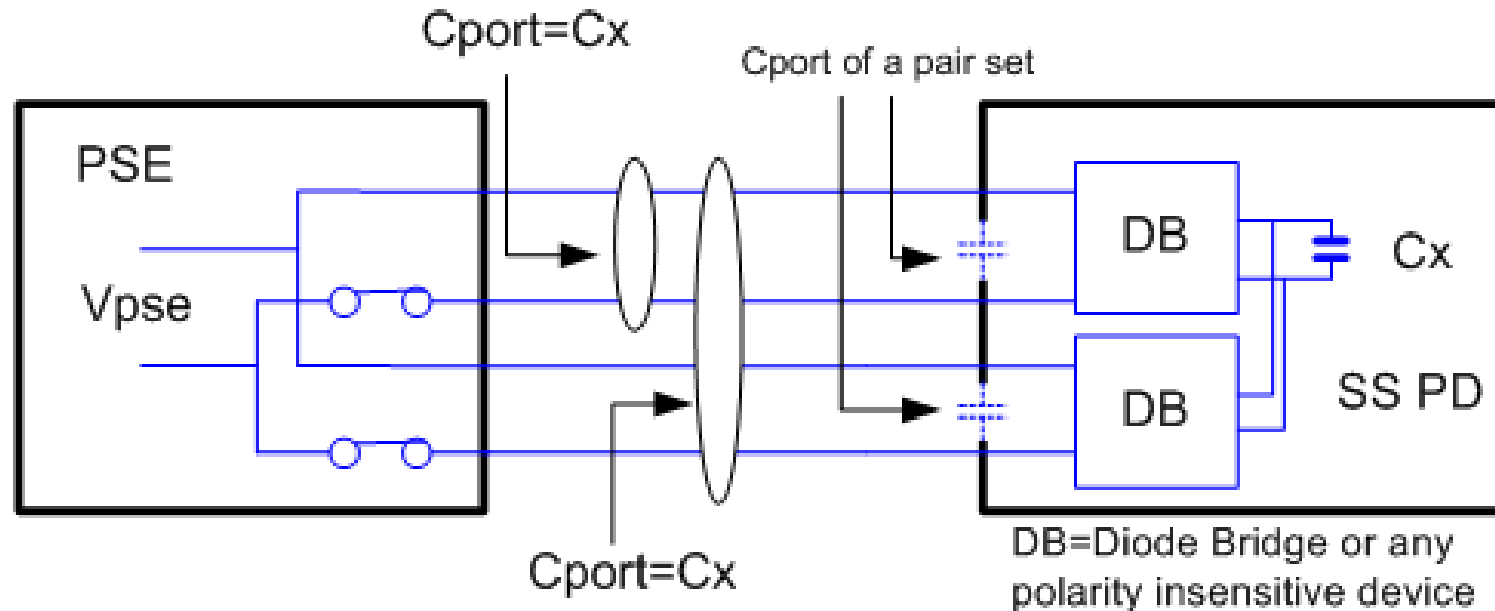 Cport=Cx
Cport of a pair set
PSE
Vpse
DB
Cx
DB
SS PD
Cport=Cx
DB=Diode Bridge or any
polarity insensitive device